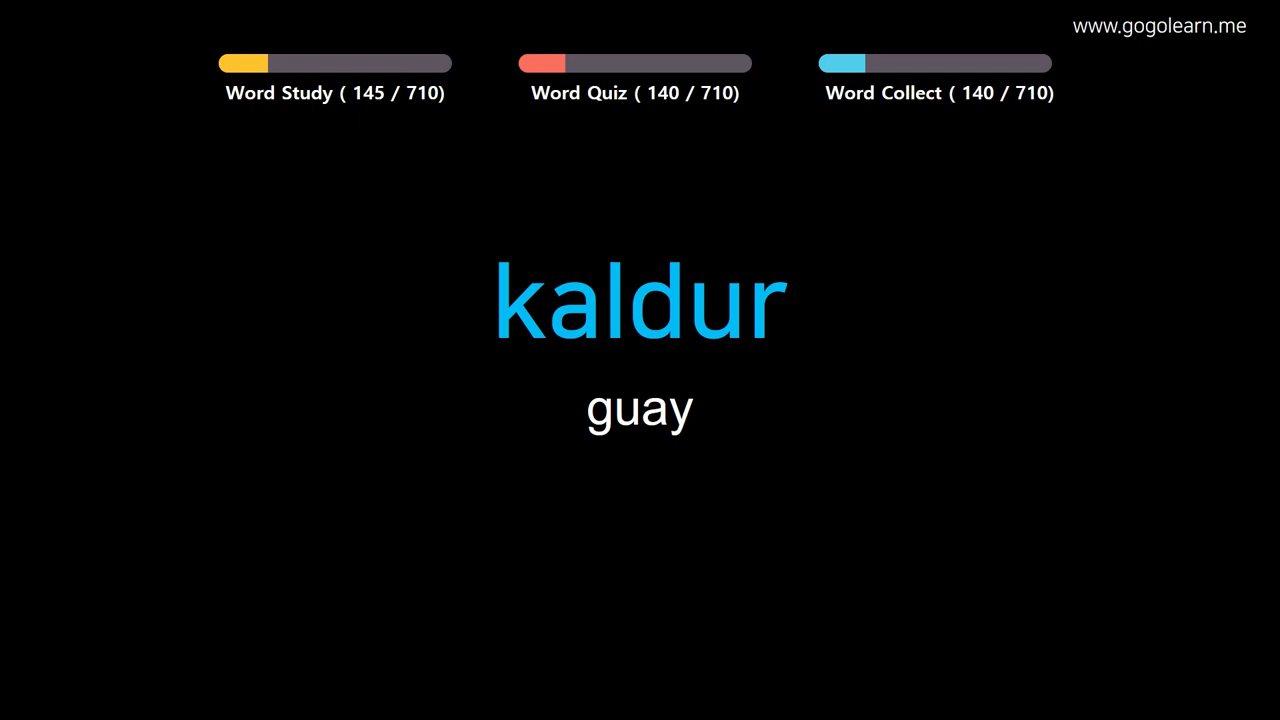 www.gogolearn.me
Word Study ( 145 / 710)
Word Quiz ( 140 / 710)
Word Collect ( 140 / 710)
kaldur
guay